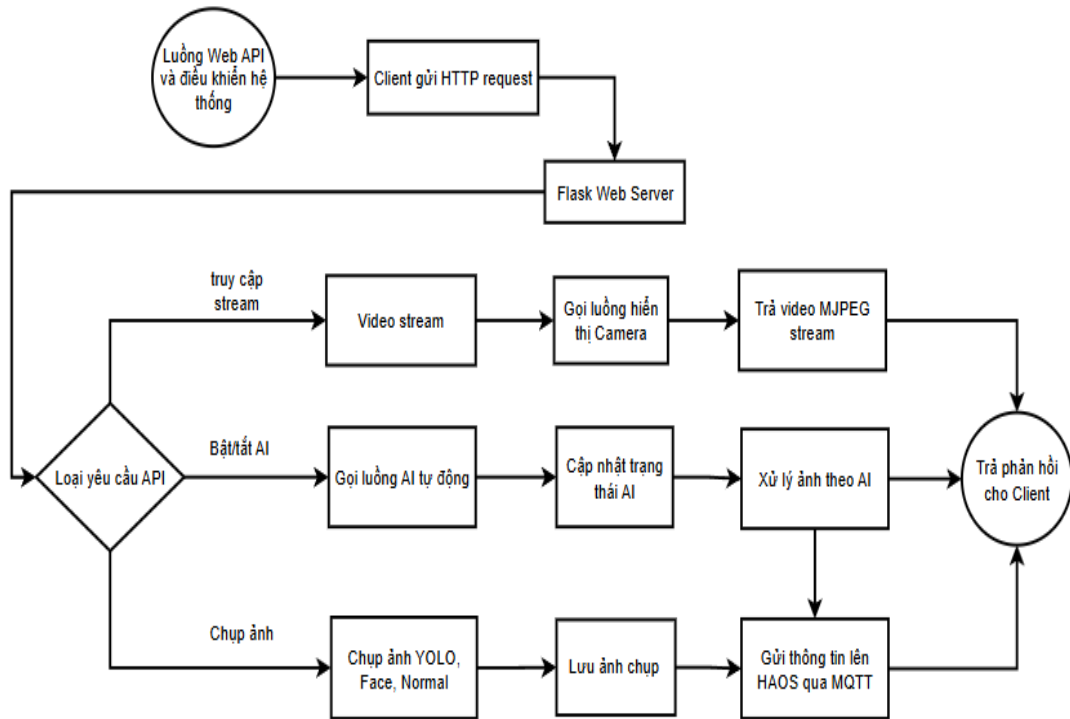 Luồng Web API
và điều khiển hệ
thống
Client gửi HTTP request
Flask Web Server
truy cập
stream
Video stream
Gọi luồng hiển
thị Camera
Trả video MJPEG
stream
Loại yêu cầu API
Bật/tắt AI
Gọi luồng AI tự động
Cập nhật trạng
thái AI
Xử lý ảnh theo AI
Trả phản hồi
cho Client
Chụp ảnh
Chụp ảnh YOLO,
Face, Normal
Lưu ảnh chụp
Gửi thông tin lên
HAOS qua MQTT